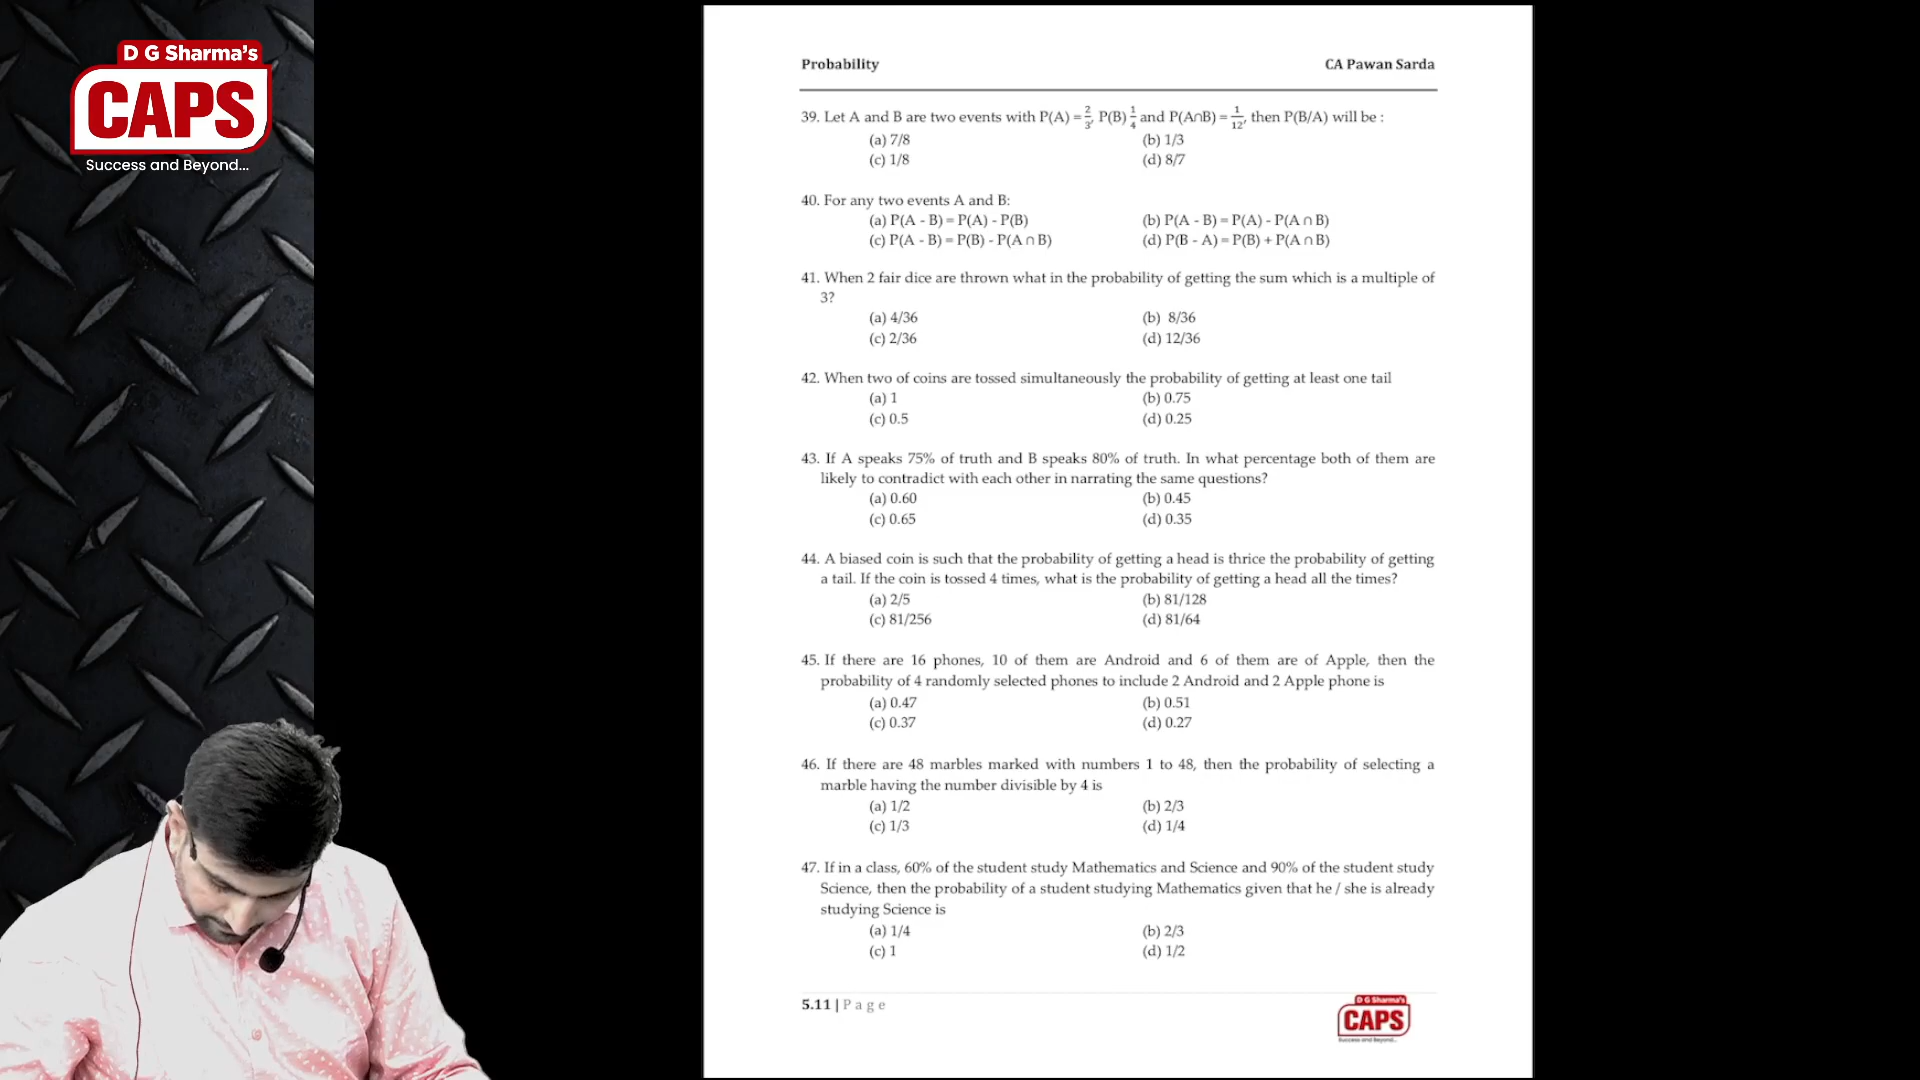 D G Sharma's
CAPS
Success and Beyond...
Probability CA Pawan Sarda
39. Let A and B are two events with P(A) = 2/3, P(B) 1/4 and P(A∩B) = 1/12, then P(B/A) will be :
(a) 7/8 (b) 1/3
(c) 1/8 (d) 8/7
40. For any two events A and B:
(a) P(A - B) = P(A) - P(B) (b) P(A - B) = P(A) - P(A ∩ B)
(c) P(A - B) = P(B) - P(A ∩ B) (d) P(B - A) = P(B) + P(A ∩ B)
41. When 2 fair dice are thrown what in the probability of getting the sum which is a multiple of
3?
(a) 4/36 (b) 8/36
(c) 2/36 (d) 12/36
42. When two of coins are tossed simultaneously the probability of getting at least one tail
(a) 1 (b) 0.75
(c) 0.5 (d) 0.25
43. If A speaks 75% of truth and B speaks 80% of truth. In what percentage both of them are
likely to contradict with each other in narrating the same questions?
(a) 0.60 (b) 0.45
(c) 0.65 (d) 0.35
44. A biased coin is such that the probability of getting a head is thrice the probability of getting
a tail. If the coin is tossed 4 times, what is the probability of getting a head all the times?
(a) 2/5 (b) 81/128
(c) 81/256 (d) 81/64
45. If there are 16 phones, 10 of them are Android and 6 of them are of Apple, then the
probability of 4 randomly selected phones to include 2 Android and 2 Apple phone is
(a) 0.47 (b) 0.51
(c) 0.37 (d) 0.27
46. If there are 48 marbles marked with numbers 1 to 48, then the probability of selecting a
marble having the number divisible by 4 is
(a) 1/2 (b) 2/3
(c) 1/3 (d) 1/4
47. If in a class, 60% of the student study Mathematics and Science and 90% of the student study
Science, then the probability of a student studying Mathematics given that he / she is already
studying Science is
(a) 1/4 (b) 2/3
(c) 1 (d) 1/2
5.11 | Page
D G Sharma's
CAPS
Success and Beyond...